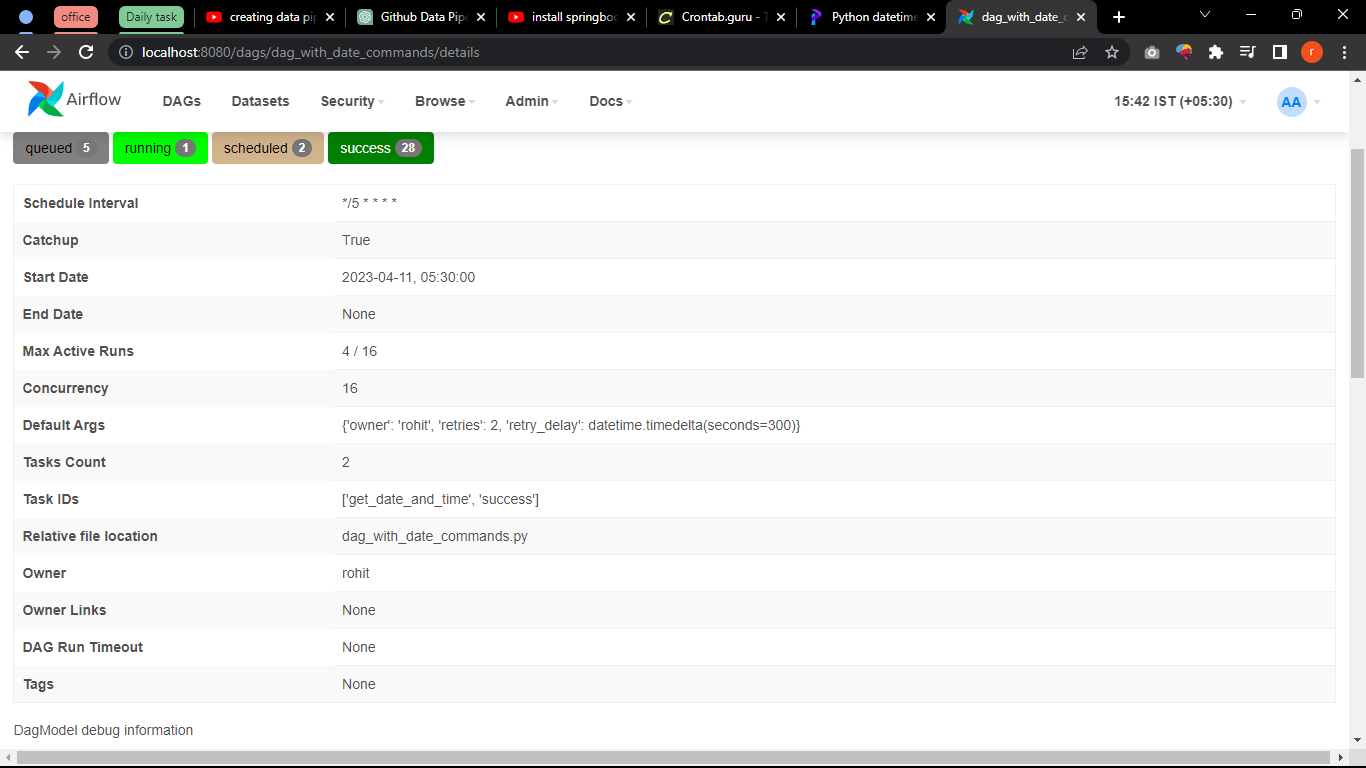 office
Daily task
creating data pip
Github Data Pip
install springboo
Crontab.guru - T
Python datetime
dag_with_date_c
localhost:8080/dags/dag_with_date_commands/details
r
Airflow DAGs Datasets Security Browse Admin Docs 15:42 IST (+05:30) AA
queued 5 running 1 scheduled 2 success 28
Schedule Interval */5 * * * *
Catchup True
Start Date 2023-04-11, 05:30:00
End Date None
Max Active Runs 4 / 16
Concurrency 16
Default Args {'owner': 'rohit', 'retries': 2, 'retry_delay': datetime.timedelta(seconds=300)}
Tasks Count 2
Task IDs ['get_date_and_time', 'success']
Relative file location dag_with_date_commands.py
Owner rohit
Owner Links None
DAG Run Timeout None
Tags None
DagModel debug information